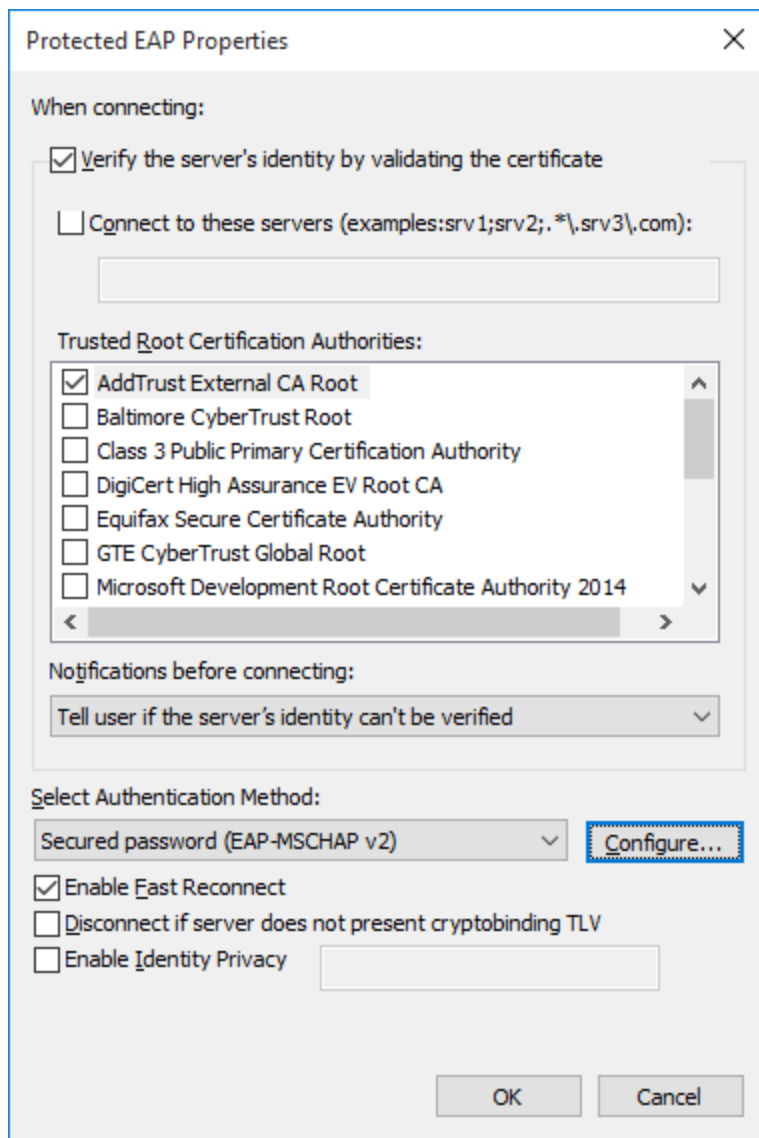 Protected EAP Properties
When connecting:
Verify the server's identity by validating the certificate
Connect to these servers (examples:srv1;srv2;.*\.srv3\.com):
Trusted Root Certification Authorities:
AddTrust External CA Root
Baltimore CyberTrust Root
Class 3 Public Primary Certification Authority
DigiCert High Assurance EV Root CA
Equifax Secure Certificate Authority
GTE CyberTrust Global Root
Microsoft Development Root Certificate Authority 2014
Notifications before connecting:
Tell user if the server’s identity can't be verified
Select Authentication Method:
Secured password (EAP-MSCHAP v2)
Configure...
Enable Fast Reconnect
Disconnect if server does not present cryptobinding TLV
Enable Identity Privacy
OK
Cancel